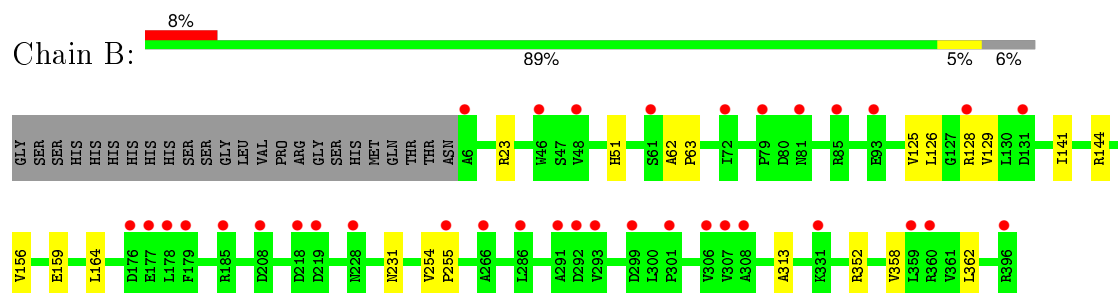 8%
Chain B:
89% 5% 6%
GLY SER SER HIS HIS HIS HIS HIS HIS SER SER GLY LEU VAL PRO ARG GLY SER HIS MET GLN THR THR ASN A6 R23 W46 S47 V48 H51 S61 A62 P63 I72 P79 D80 N81 R85 E93 V125 L126 G127 R128 V129 L130 D131 I141 R144
V156 E159 L164 D176 E177 L178 F179 R185 D208 D218 D219 N228 N231 V254 P255 A266 L286 A291 D292 V293 D299 L300 P301 V306 V307 A308 A313 K331 R352 V358 L359 R360 V361 L362 R396